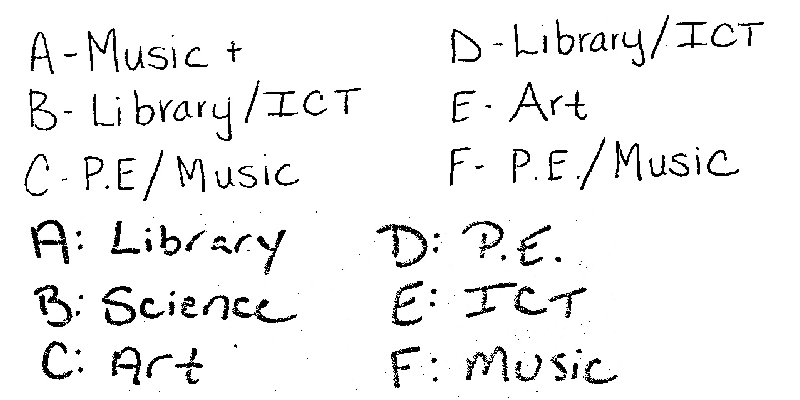 A-Music +
B-Library/ICT
C-P.E/Music
D-Library/ICT
E-Art
F-P.E./Music
A: Library
B: Science
C: Art
D: P.E.
E: ICT
F: Music